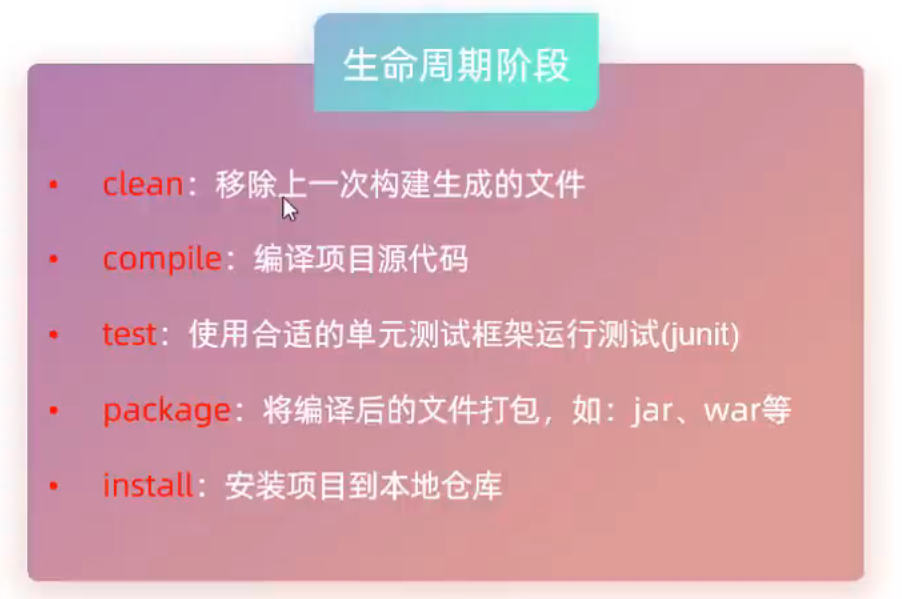 生命周期阶段
• clean：移除上一次构建生成的文件
• compile：编译项目源代码
• test：使用合适的单元测试框架运行测试(junit)
• package：将编译后的文件打包，如：jar、war等
• install：安装项目到本地仓库